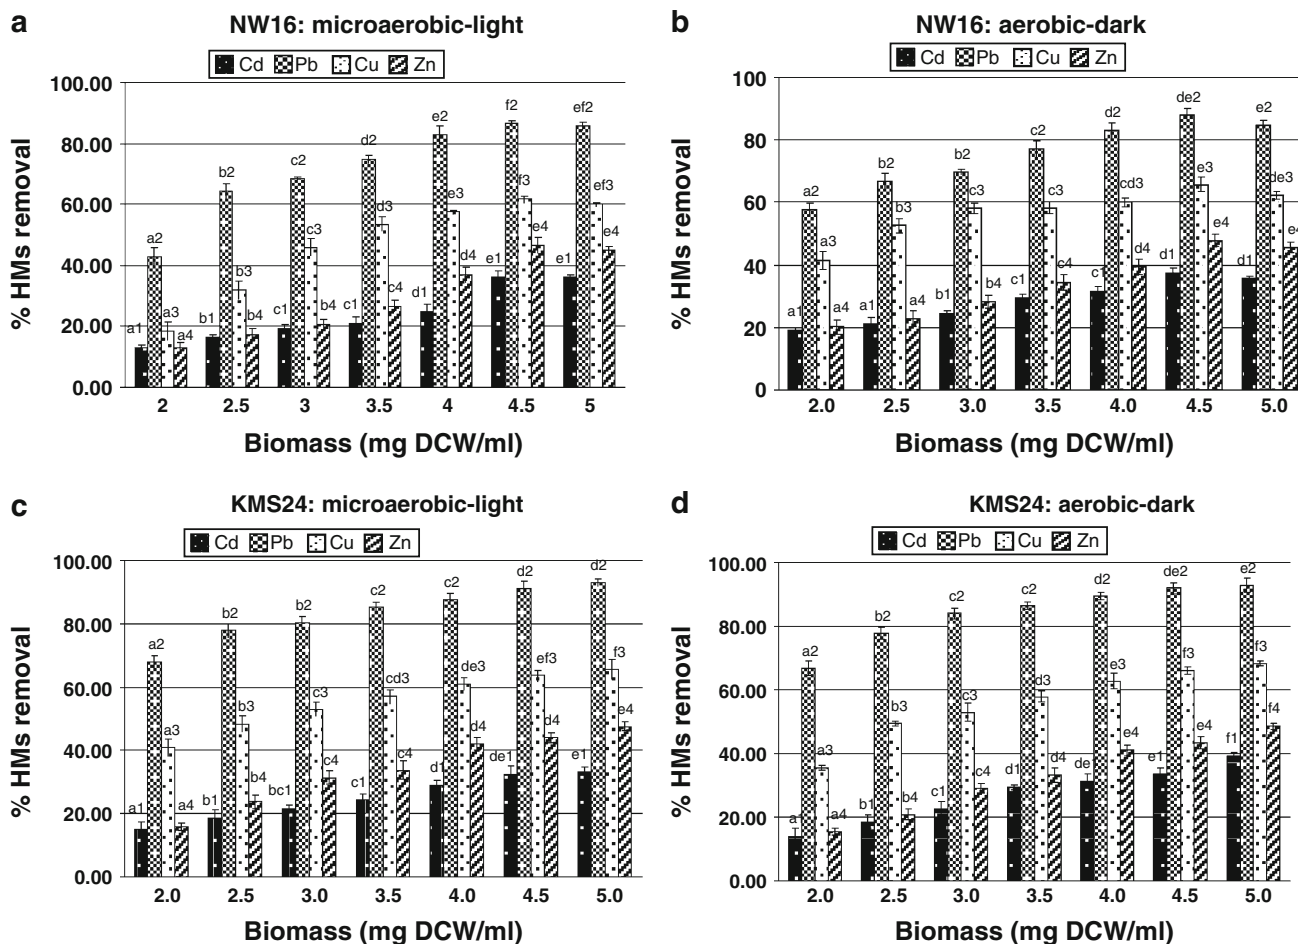 a
NW16: microaerobic-light
Cd Pb Cu Zn
% HMs removal
100.00
80.00
60.00
40.00
20.00
0.00
a1 a2 a3 a4
b1 b2 b3 b4
c1 c2 c3 b4
c1 d2 d3 c4
d1 e2 e3 d4
e1 f2 f3 e4
e1 ef2 ef3 e4
2 2.5 3 3.5 4 4.5 5
Biomass (mg DCW/ml)
b
NW16: aerobic-dark
Cd Pb Cu Zn
% HMs removal
100
80
60
40
20
0
a1 a2 a3 a4
a1 b2 b3 a4
b1 b2 c3 b4
c1 c2 c3 c4
c1 d2 cd3 d4
d1 de2 e3 e4
d1 e2 de3 e4
2.0 2.5 3.0 3.5 4.0 4.5 5.0
Biomass (mg DCW/ml)
c
KMS24: microaerobic-light
Cd Pb Cu Zn
% HMs removal
100.00
80.00
60.00
40.00
20.00
0.00
a1 a2 a3 a4
b1 b2 b3 b4
bc1 b2 c3 c4
c1 c2 cd3 c4
d1 c2 de3 d4
de1 d2 ef3 d4
e1 d2 f3 e4
2.0 2.5 3.0 3.5 4.0 4.5 5.0
Biomass (mg DCW/ml)
d
KMS24: aerobic-dark
Cd Pb Cu Zn
% HMs removal
100.00
80.00
60.00
40.00
20.00
0.00
a1 a2 a3 a4
b1 b2 b3 b4
c1 c2 c3 c4
d1 c2 d3 d4
de1 d2 e3 e4
e1 de2 f3 e4
f1 e2 f3 f4
2.0 2.5 3.0 3.5 4.0 4.5 5.0
Biomass (mg DCW/ml)